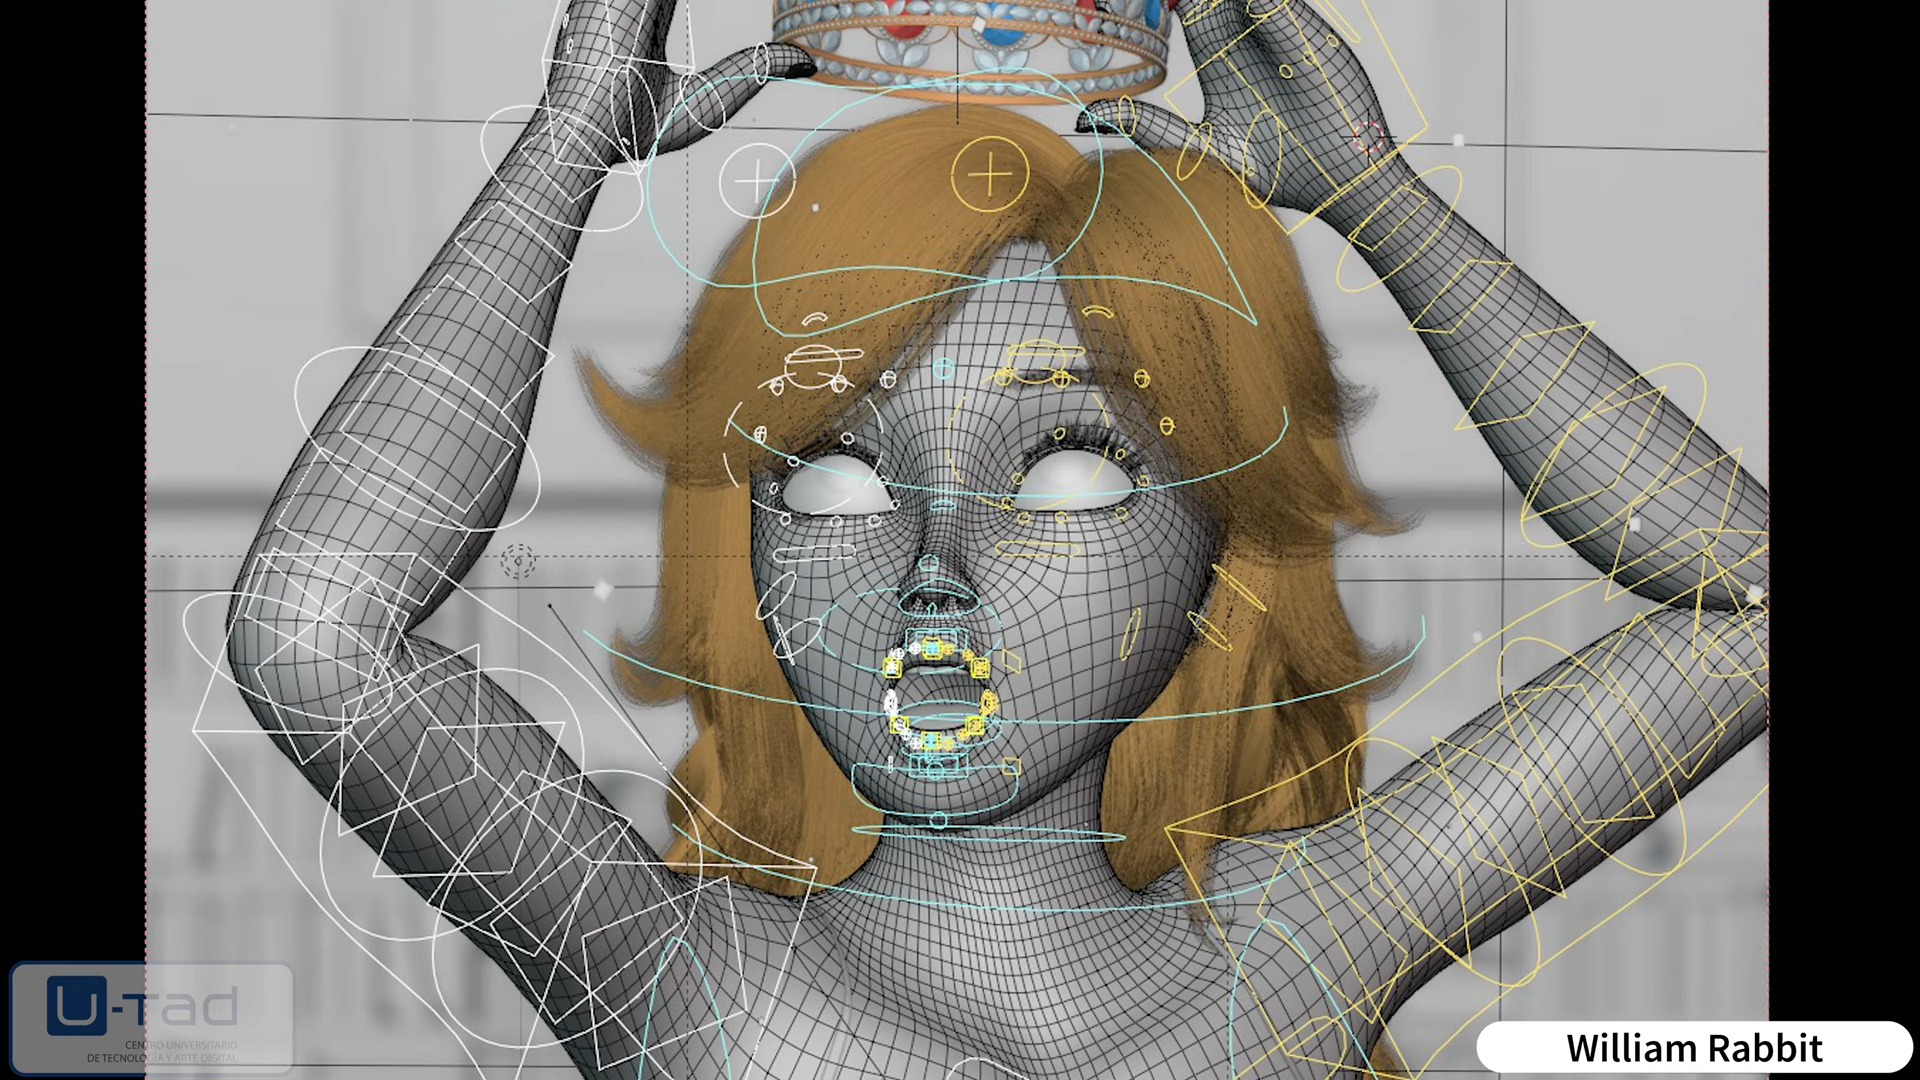 U-tad
CENTRO UNIVERSITARIO
DE TECNOLOGÍA Y ARTE DIGITAL
William Rabbit